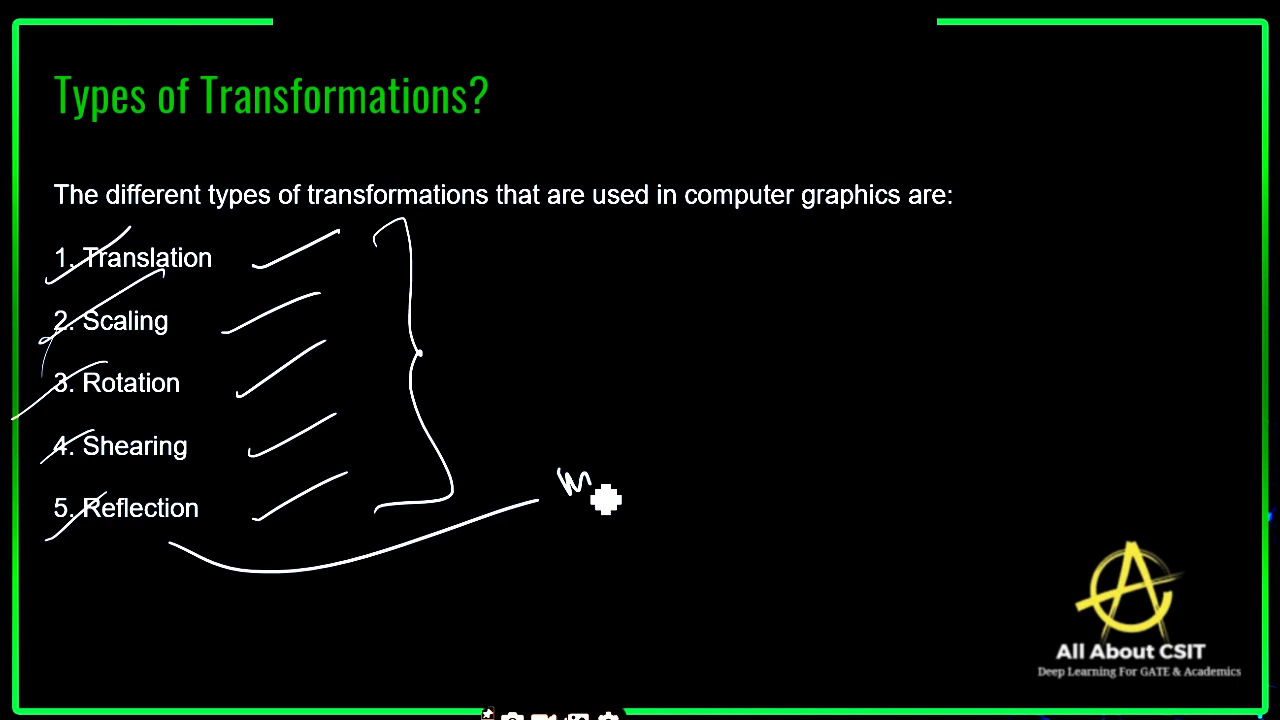 Types of Transformations?
The different types of transformations that are used in computer graphics are:
1. Translation
2. Scaling
3. Rotation
4. Shearing
5. Reflection
All About CSIT
Deep Learning For GATE & Academics